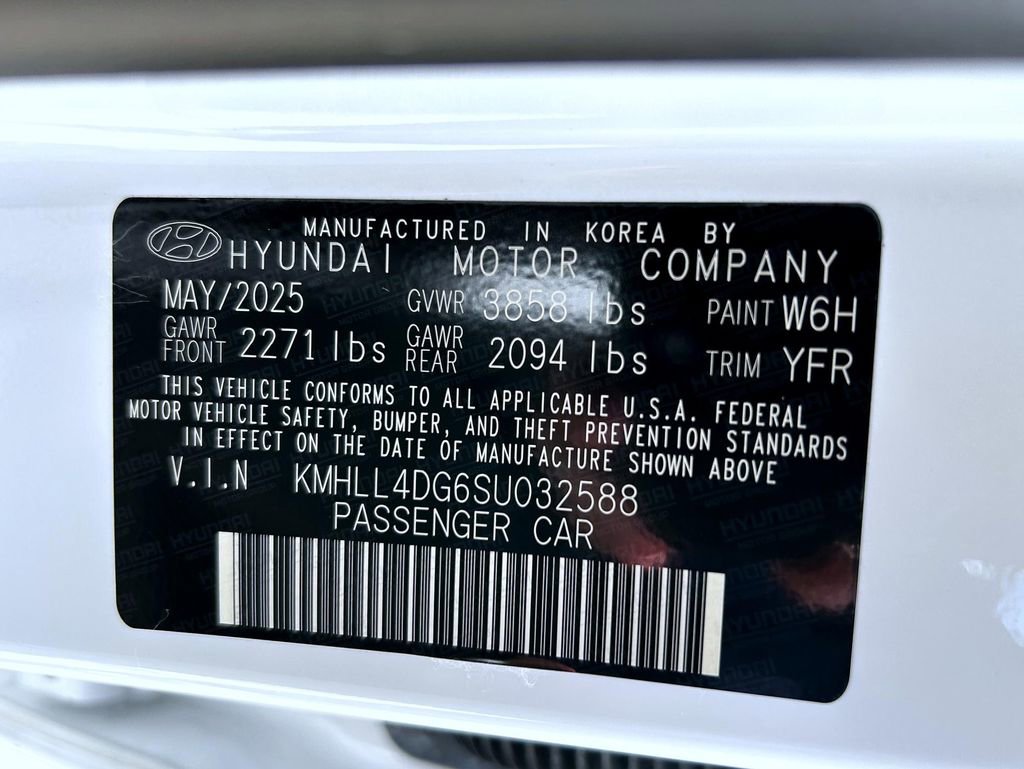 MANUFACTURED IN KOREA BY
HYUNDAI MOTOR COMPANY
MAY/2025 GVWR 3858 lbs PAINT W6H
GAWR FRONT 2271 lbs GAWR REAR 2094 lbs TRIM YFR
THIS VEHICLE CONFORMS TO ALL APPLICABLE U.S.A. FEDERAL
MOTOR VEHICLE SAFETY, BUMPER, AND THEFT PREVENTION STANDARDS
IN EFFECT ON THE DATE OF MANUFACTURE SHOWN ABOVE
V.I.N KMHLL4DG6SU032588
PASSENGER CAR